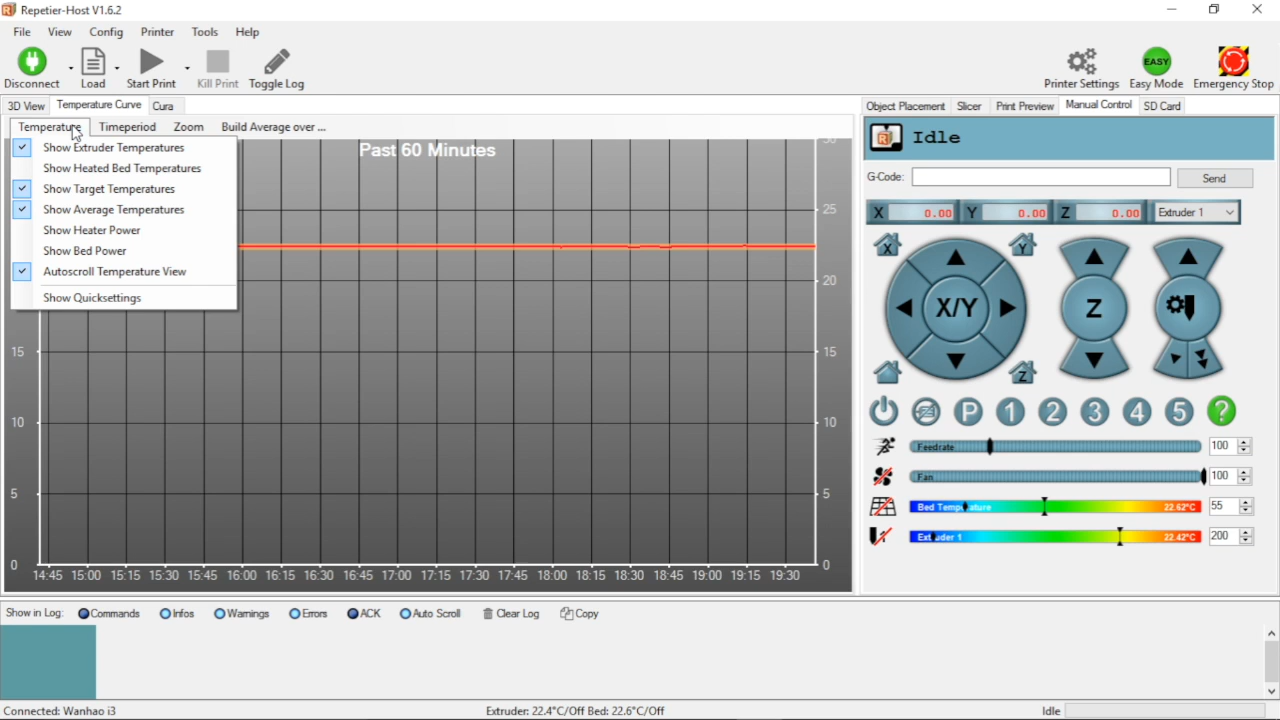 Repetier-Host V1.6.2
File View Config Printer Tools Help
Disconnect Load Start Print Kill Print Toggle Log Printer Settings Easy Mode Emergency Stop
EASY
3D View Temperature Curve Cura
Object Placement Slicer Print Preview Manual Control SD Card
Temperature Timeperiod Zoom Build Average over ...
Show Extruder Temperatures
Show Heated Bed Temperatures
Show Target Temperatures
Show Average Temperatures
Show Heater Power
Show Bed Power
Autoscroll Temperature View
Show Quicksettings
Past 60 Minutes
30
25
20
15 15
10 10
5 5
0 0
14:45 15:00 15:15 15:30 15:45 16:00 16:15 16:30 16:45 17:00 17:15 17:30 17:45 18:00 18:15 18:30 18:45 19:00 19:15 19:30
Idle
G-Code: Send
X 0.00 Y 0.00 Z 0.00 Extruder 1
X Y
X/Y Z
Z
P 1 2 3 4 5 ?
Feedrate 100
Fan 100
Bed Temperature 22.62°C 55
Extruder 1 22.42°C 200
Show in Log: Commands Infos Warnings Errors ACK Auto Scroll Clear Log Copy
Connected: Wanhao i3 Extruder: 22.4°C/Off Bed: 22.6°C/Off Idle